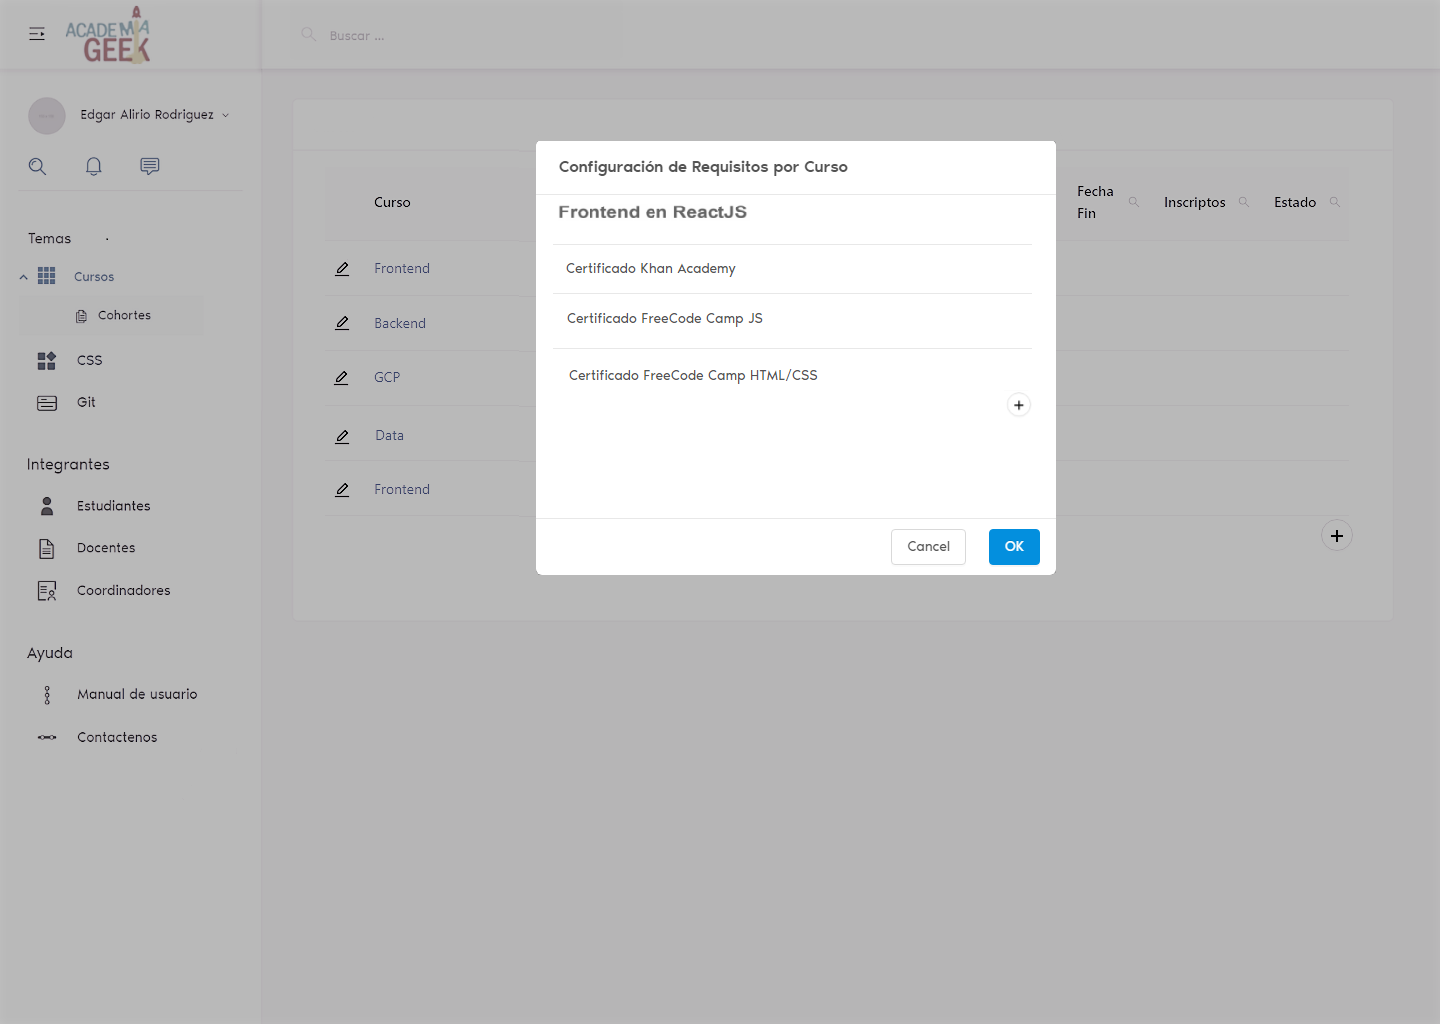 ACADEMIA
GEEK
Buscar ...
Edgar Alirio Rodriguez
Temas
Cursos
Cohortes
CSS
Git
Integrantes
Estudiantes
Docentes
Coordinadores
Ayuda
Manual de usuario
Contactenos
Curso
Fecha
Fin
Inscriptos
Estado
Frontend
Backend
GCP
Data
Frontend
Configuración de Requisitos por Curso
Frontend en ReactJS
Certificado Khan Academy
Certificado FreeCode Camp JS
Certificado FreeCode Camp HTML/CSS
Cancel
OK